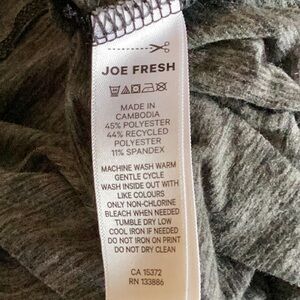 JOE FRESH
MADE IN
CAMBODIA
45% POLYESTER
44% RECYCLED
POLYESTER
11% SPANDEX
MACHINE WASH WARM
GENTLE CYCLE
WASH INSIDE OUT WITH
LIKE COLOURS
ONLY NON-CHLORINE
BLEACH WHEN NEEDED
TUMBLE DRY LOW
COOL IRON IF NEEDED
DO NOT IRON ON PRINT
DO NOT DRY CLEAN
CA 15372
RN 133886